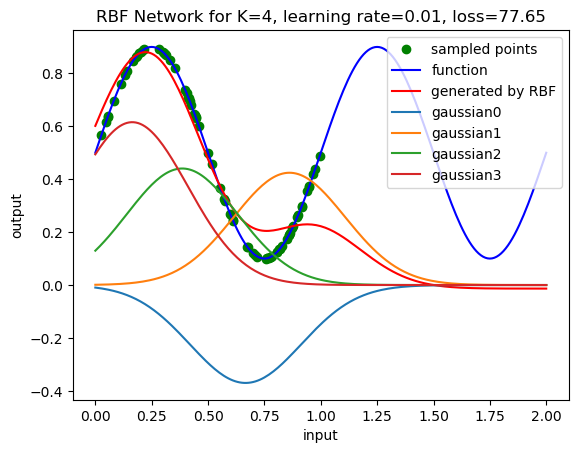 RBF Network for K=4, learning rate=0.01, loss=77.65
sampled points
function
generated by RBF
gaussian0
gaussian1
gaussian2
gaussian3
output
0.8
0.6
0.4
0.2
0.0
−0.2
−0.4
0.00 0.25 0.50 0.75 1.00 1.25 1.50 1.75 2.00
input